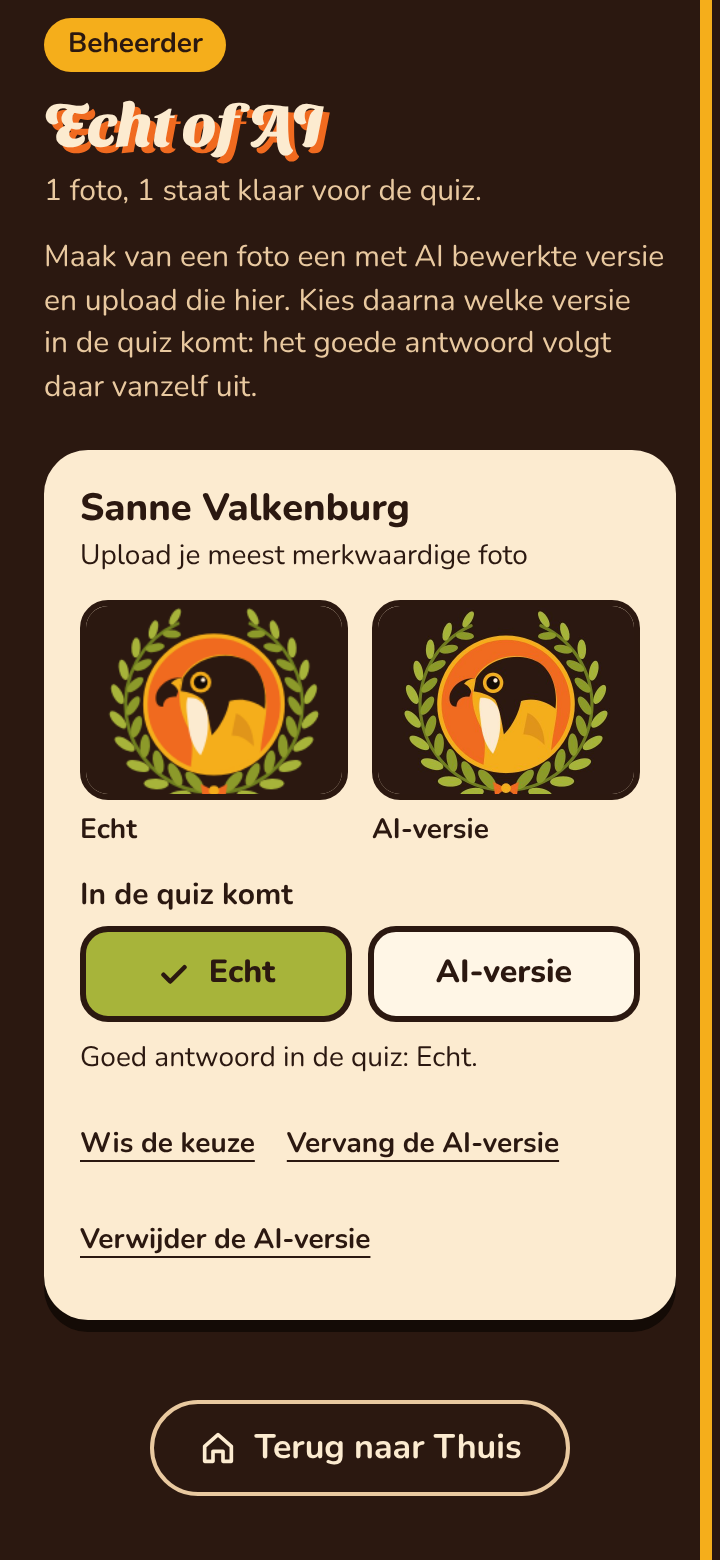 Beheerder
Echt of AI
1 foto, 1 staat klaar voor de quiz.
Maak van een foto een met AI bewerkte versie
en upload die hier. Kies daarna welke versie
in de quiz komt: het goede antwoord volgt
daar vanzelf uit.
Sanne Valkenburg
Upload je meest merkwaardige foto
Echt
AI-versie
In de quiz komt
Echt
AI-versie
Goed antwoord in de quiz: Echt.
Wis de keuze
Vervang de AI-versie
Verwijder de AI-versie
Terug naar Thuis